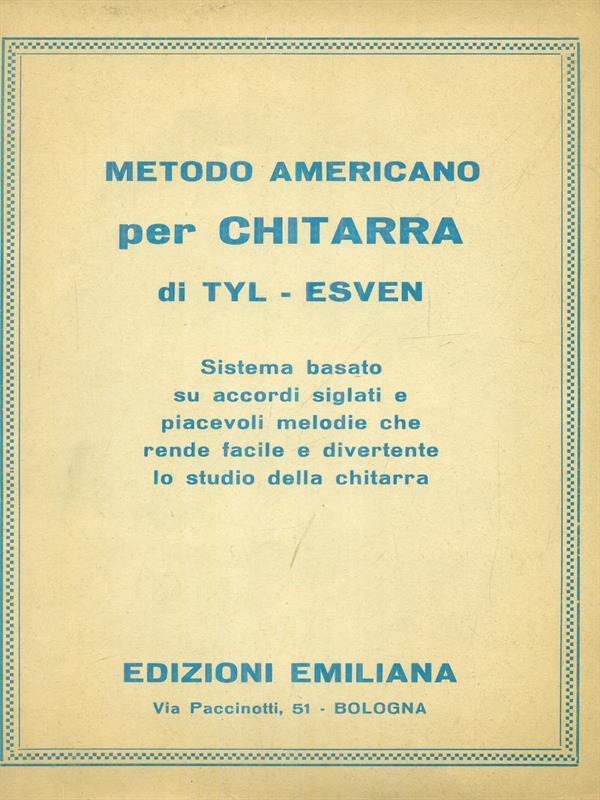 METODO AMERICANO
per CHITARRA
di TYL - ESVEN
Sistema basato
su accordi siglati e
piacevoli melodie che
rende facile e divertente
lo studio della chitarra
EDIZIONI EMILIANA
Via Paccinotti, 51 - BOLOGNA